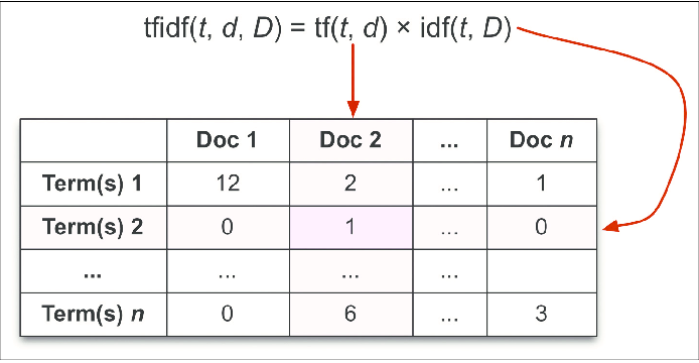 tfidf(t, d, D) = tf(t, d) × idf(t, D)
Doc 1 Doc 2 ... Doc n
Term(s) 1 12 2 ... 1
Term(s) 2 0 1 ... 0
... ... ... ...
Term(s) n 0 6 ... 3